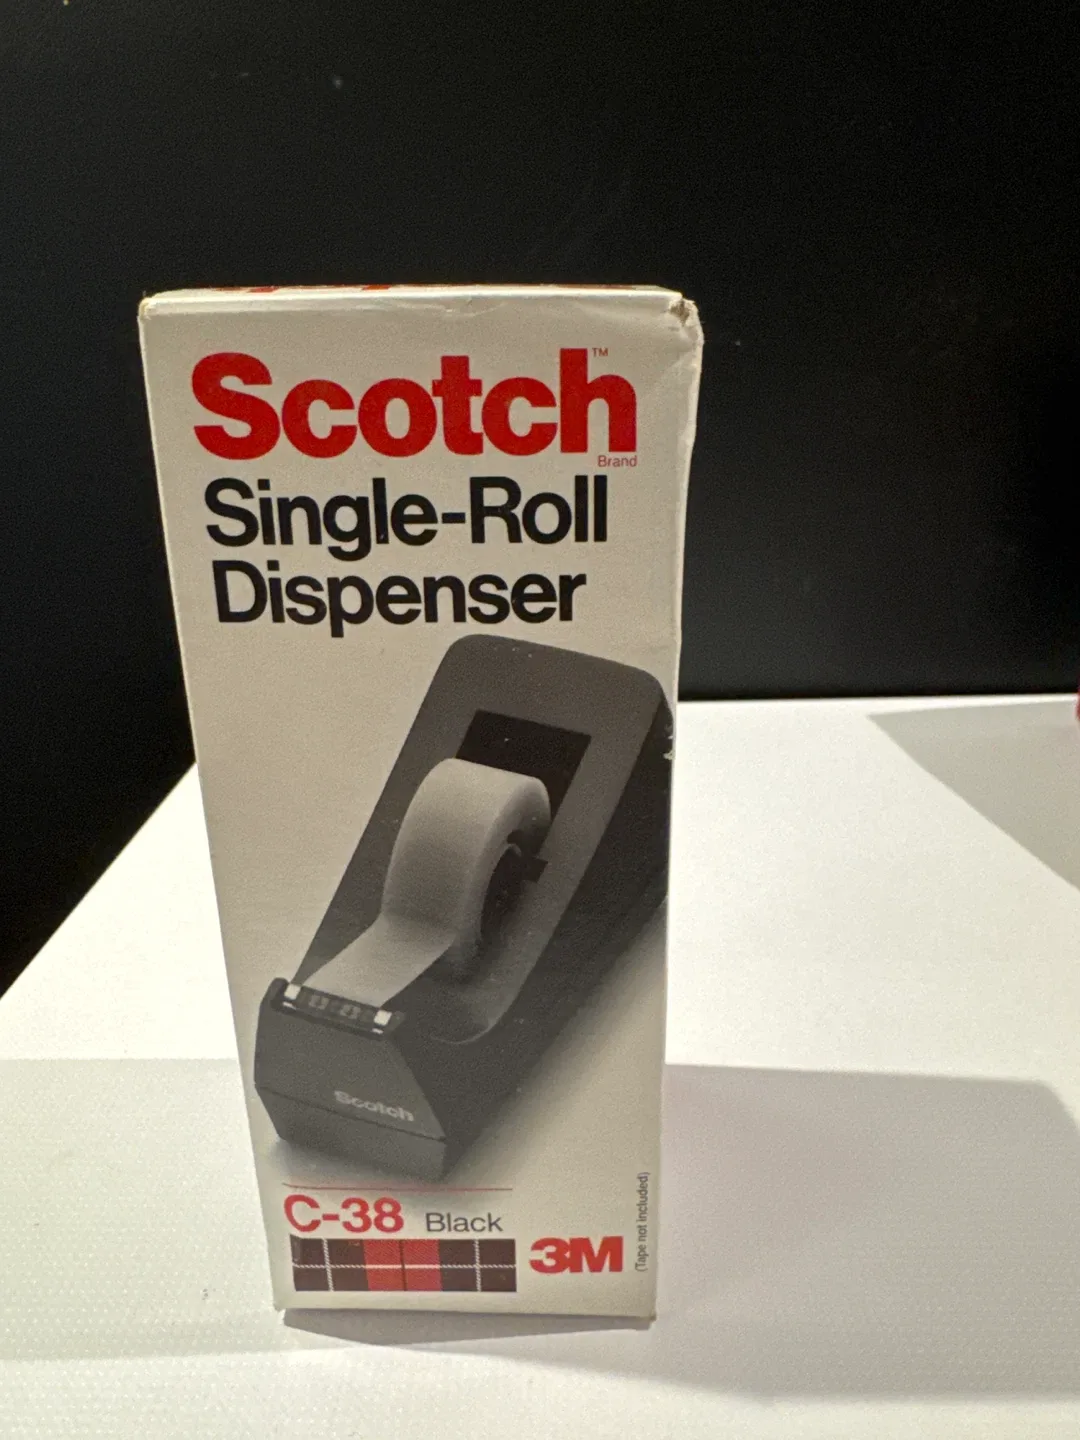 Scotch™
Brand
Single-Roll
Dispenser
Scotch
C-38 Black
3M
(Tape not included)